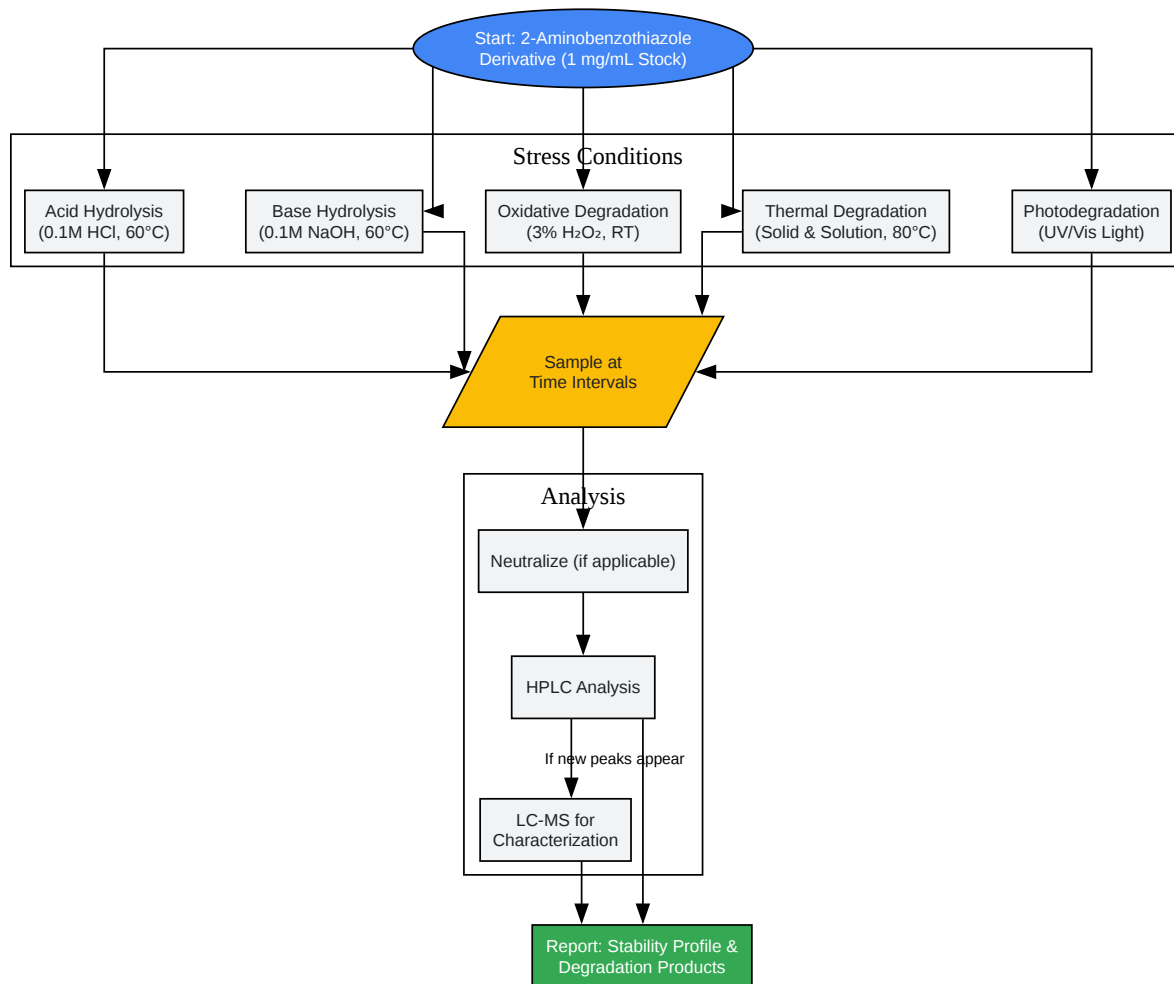 Start: 2-Aminobenzothiazole
Derivative (1 mg/mL Stock)
Stress Conditions
Acid Hydrolysis
(0.1M HCl, 60°C)
Base Hydrolysis
(0.1M NaOH, 60°C)
Oxidative Degradation
(3% H₂O₂, RT)
Thermal Degradation
(Solid & Solution, 80°C)
Photodegradation
(UV/Vis Light)
Sample at
Time Intervals
Analysis
Neutralize (if applicable)
HPLC Analysis
If new peaks appear
LC-MS for
Characterization
Report: Stability Profile &
Degradation Products